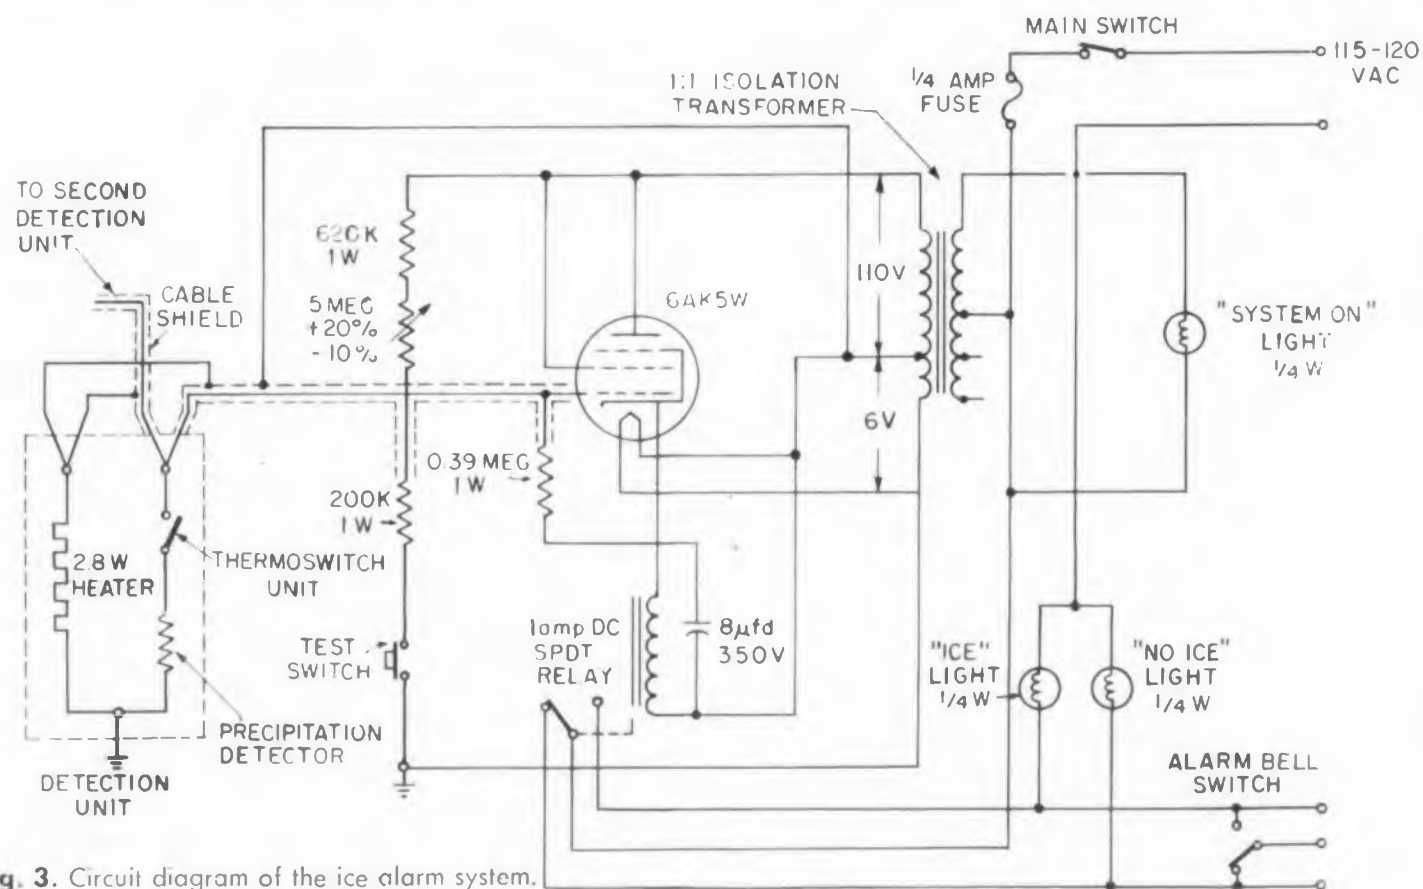 MAIN SWITCH
115-120
VAC
1:1 ISOLATION
TRANSFORMER
1/4 AMP
FUSE
TO SECOND
DETECTION
UNIT
CABLE
SHIELD
620K
1W
5 MEG
+20%
-10%
6AK5W
110V
6V
"SYSTEM ON"
LIGHT
1/4 W
0.39 MEG
1W
200K
1W
2.8W
HEATER
THERMOSWITCH
UNIT
TEST
SWITCH
1amp DC
SPDT
RELAY
8µfd
350V
"ICE"
LIGHT
1/4 W
"NO ICE"
LIGHT
1/4 W
PRECIPITATION
DETECTOR
DETECTION
UNIT
ALARM BELL
SWITCH
g. 3. Circuit diagram of the ice alarm system.